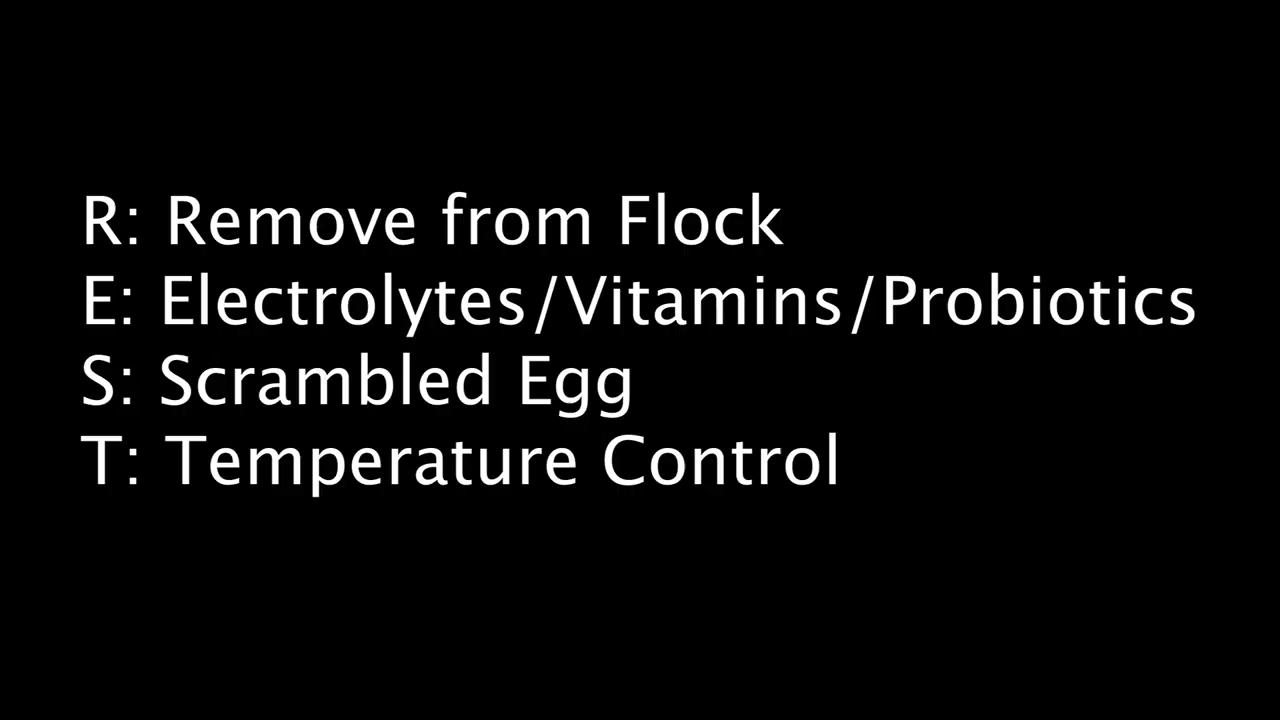 R: Remove from Flock
E: Electrolytes/Vitamins/Probiotics
S: Scrambled Egg
T: Temperature Control